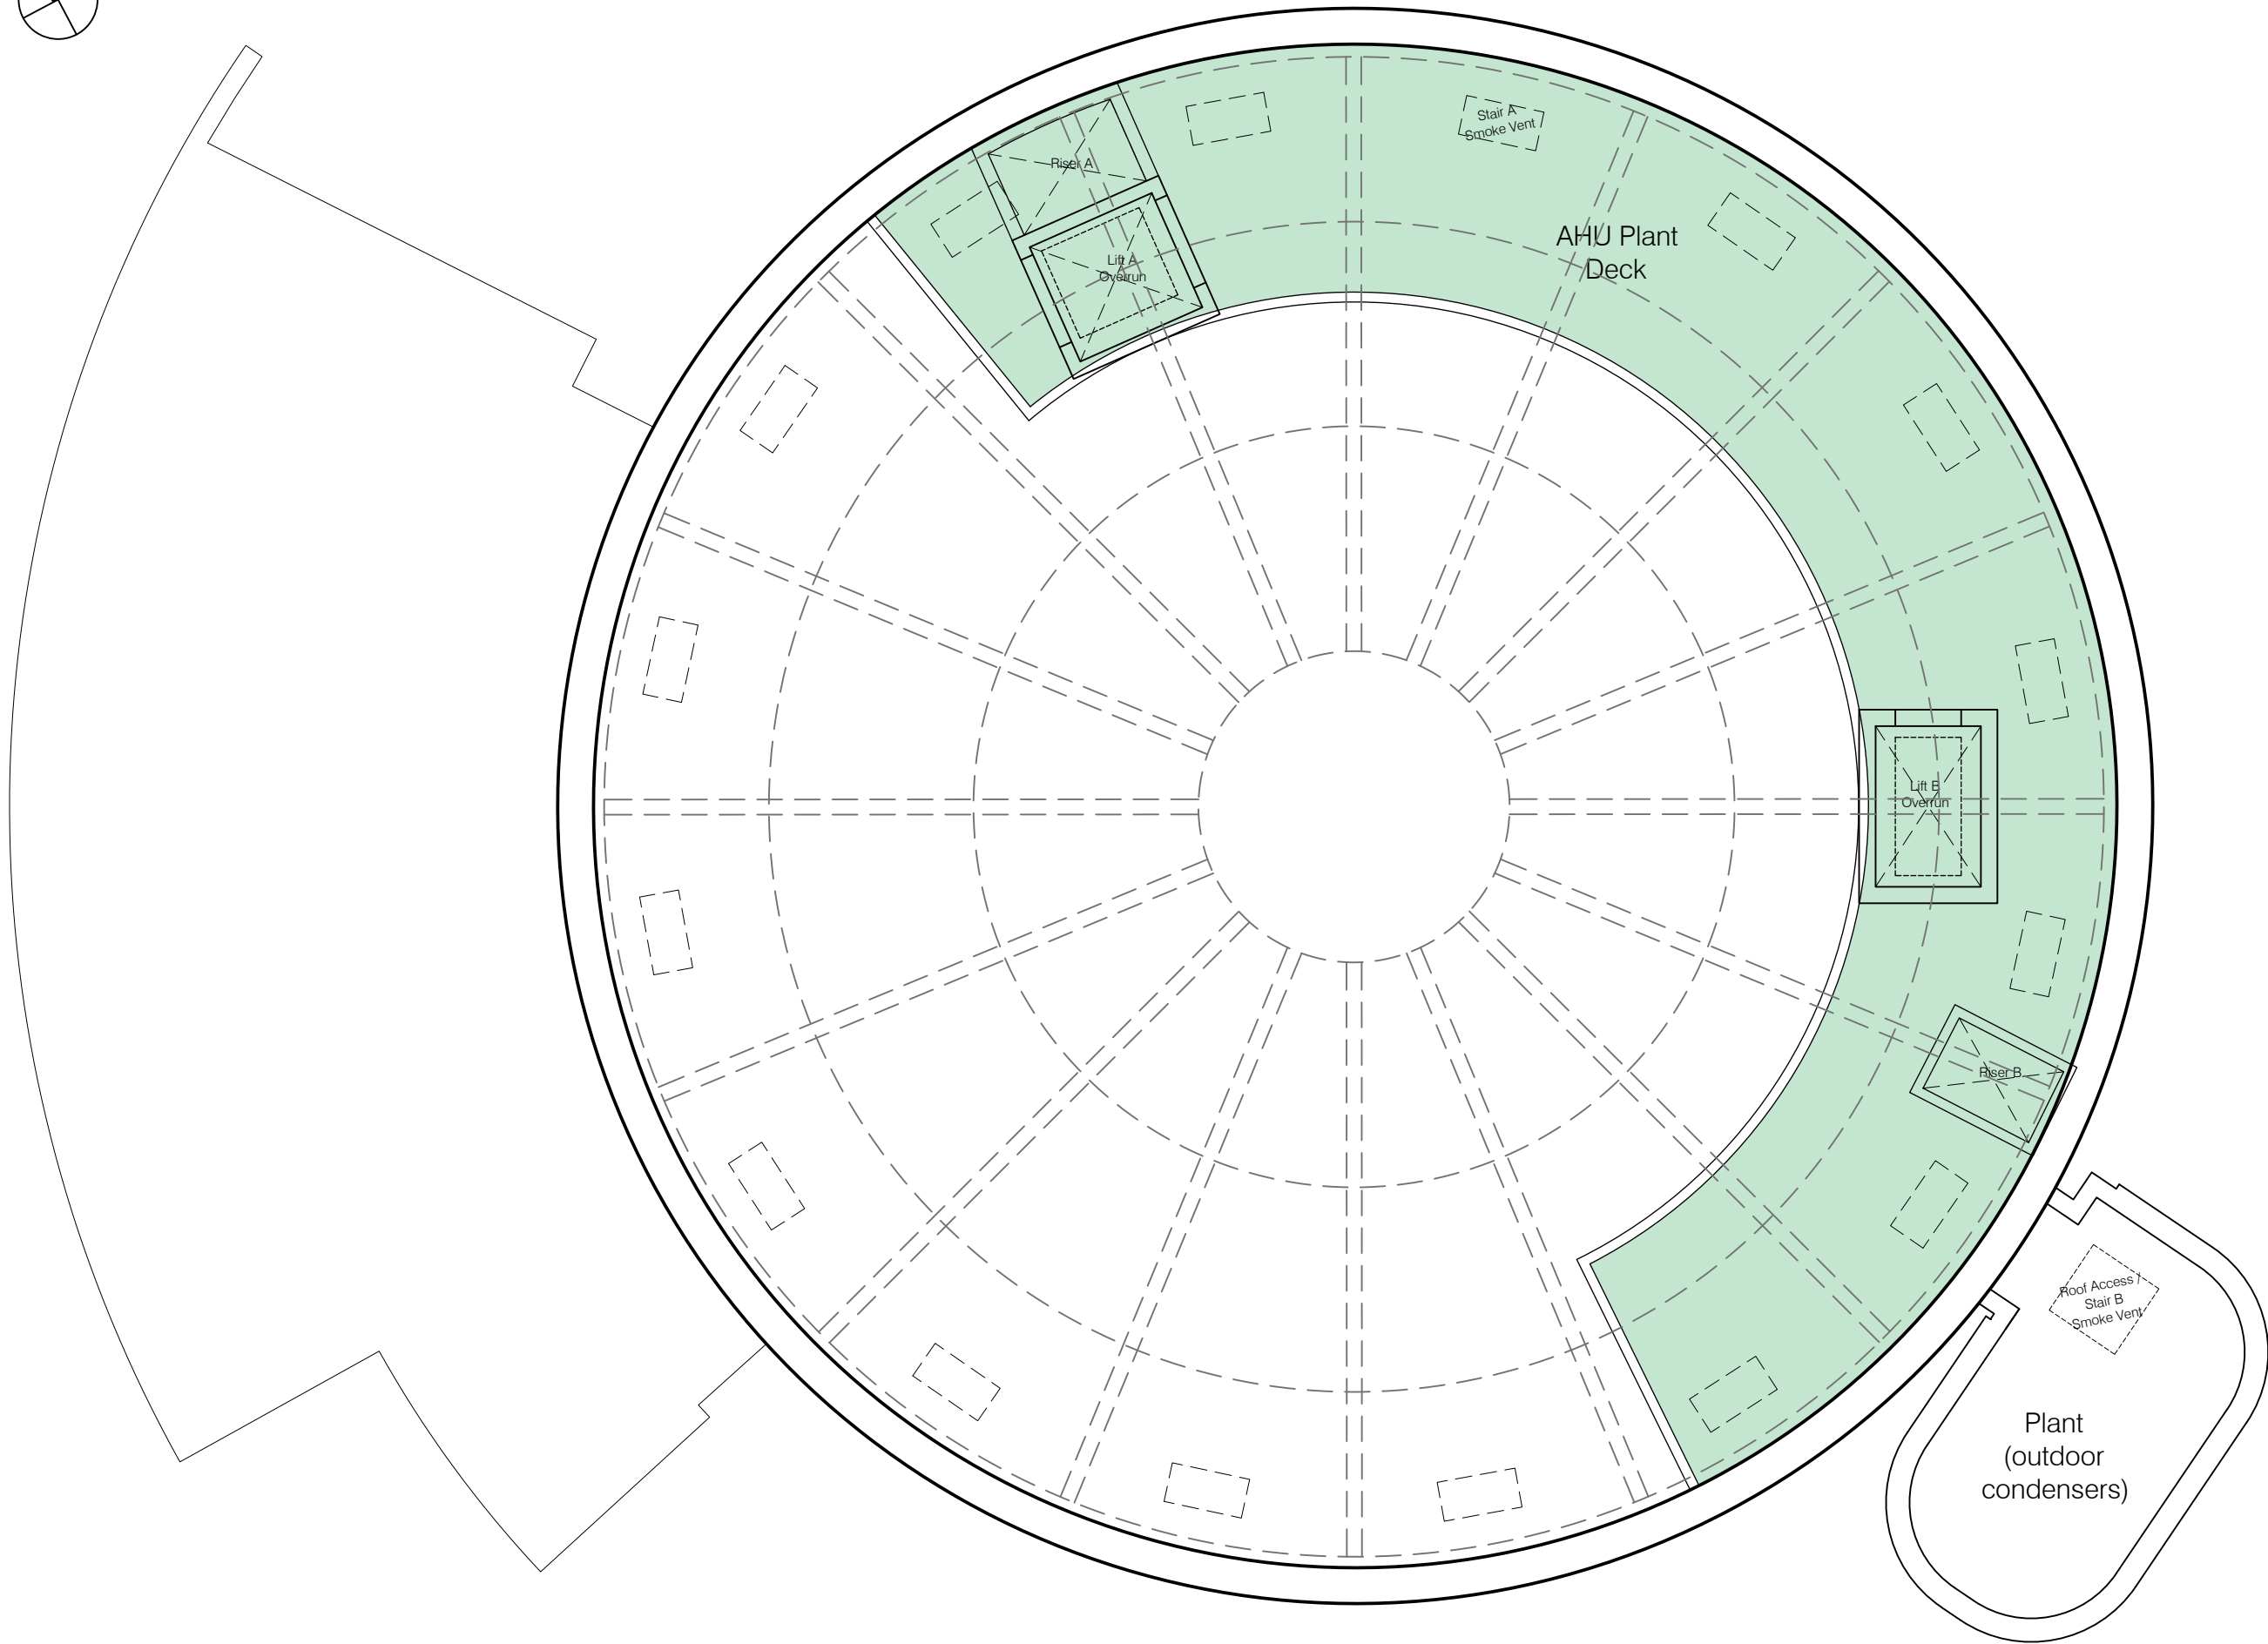 Stair A
Smoke Vent
Riser A
AHU Plant
Deck
Lift A
Overrun
Lift B
Overrun
Riser B
Roof Access /
Stair B
Smoke Vent
Plant
(outdoor
condensers)